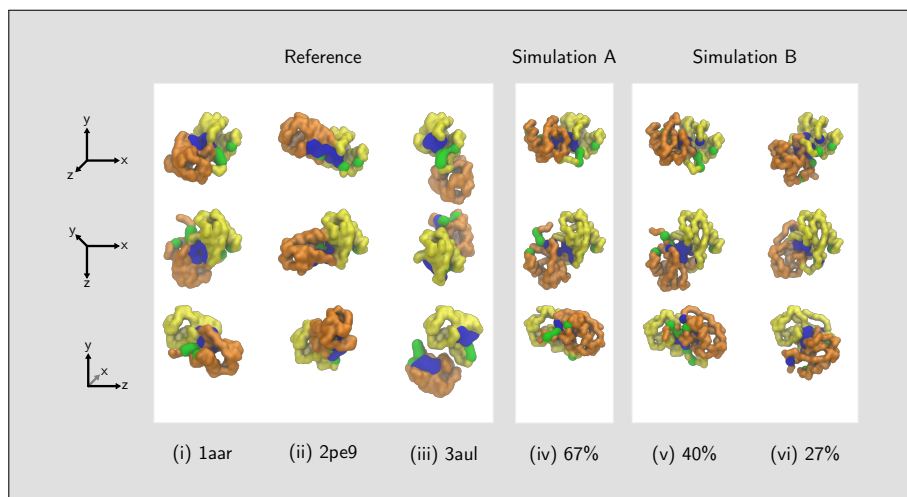 Reference Simulation A Simulation B
y
x
z
y
x
z
y
x
z
(i) 1aar (ii) 2pe9 (iii) 3aul (iv) 67% (v) 40% (vi) 27%